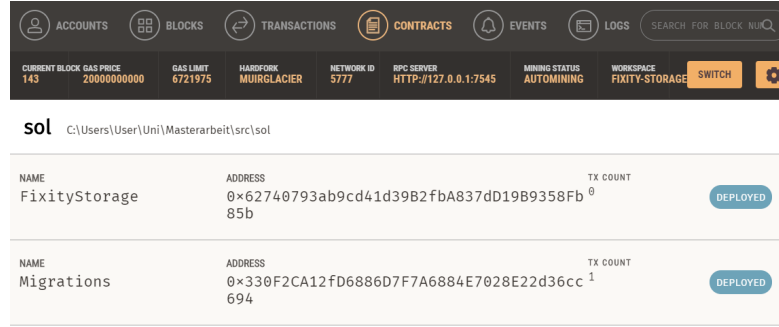 ACCOUNTS BLOCKS TRANSACTIONS CONTRACTS EVENTS LOGS SEARCH FOR BLOCK NU
CURRENT BLOCK GAS PRICE GAS LIMIT HARDFORK NETWORK ID RPC SERVER MINING STATUS WORKSPACE
143 20000000000 6721975 MUIRGLACIER 5777 HTTP://127.0.0.1:7545 AUTOMINING FIXITY-STORAGE SWITCH
sol C:\Users\User\Uni\Masterarbeit\src\sol
NAME ADDRESS TX COUNT
FixityStorage 0×62740793ab9cd41d39B2fbA837dD19B9358Fb 0 DEPLOYED
85b
NAME ADDRESS TX COUNT
Migrations 0×330F2CA12fD6886D7F7A6884E7028E22d36cc 1 DEPLOYED
694